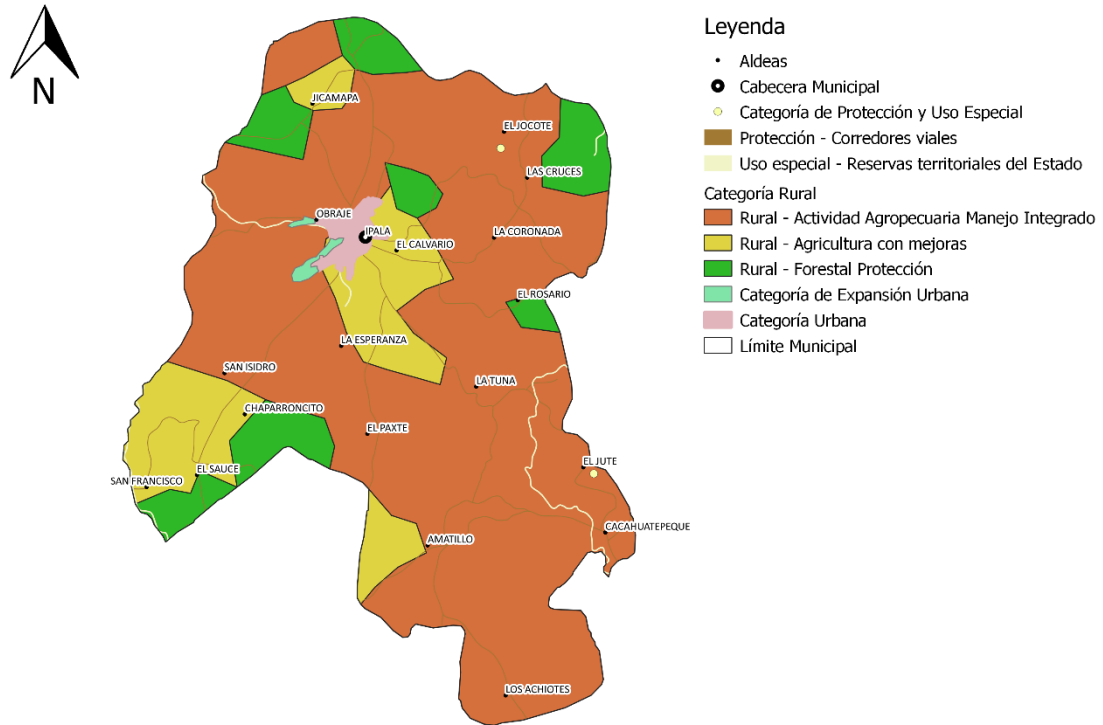 N
JICAMAPA
EL JOCOTE
LAS CRUCES
OBRAJE
IPALA
EL CALVARIO
LA CORONADA
EL ROSARIO
LA ESPERANZA
SAN ISIDRO
LA TUNA
CHAPARRONCITO
EL PAXTE
EL SAUCE
SAN FRANCISCO
EL JUTE
CACAHUATEPEQUE
AMATILLO
LOS ACHIOTES
Leyenda
Aldeas
Cabecera Municipal
Categoría de Protección y Uso Especial
Protección - Corredores viales
Uso especial - Reservas territoriales del Estado
Categoría Rural
Rural - Actividad Agropecuaria Manejo Integrado
Rural - Agricultura con mejoras
Rural - Forestal Protección
Categoría de Expansión Urbana
Categoría Urbana
Límite Municipal